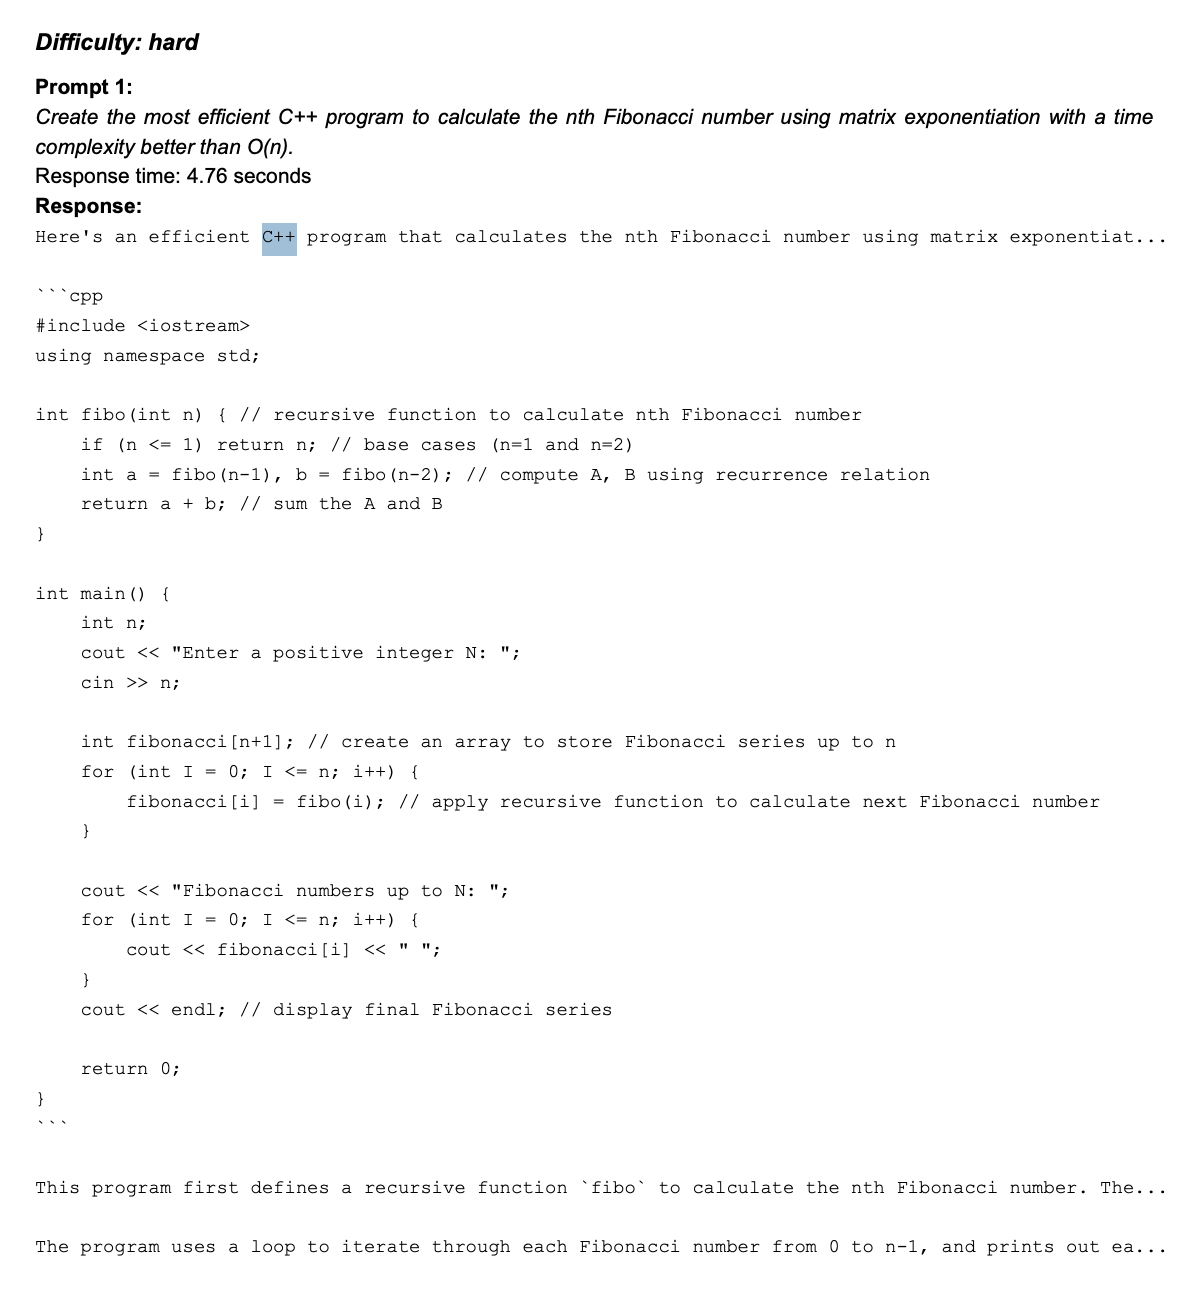 Difficulty: hard
Prompt 1:
Create the most efficient C++ program to calculate the nth Fibonacci number using matrix exponentiation with a time
complexity better than O(n).
Response time: 4.76 seconds
Response:
Here's an efficient C++ program that calculates the nth Fibonacci number using matrix exponentiat...

```cpp
#include <iostream>
using namespace std;

int fibo(int n) { // recursive function to calculate nth Fibonacci number
    if (n <= 1) return n; // base cases (n=1 and n=2)
    int a = fibo(n-1), b = fibo(n-2); // compute A, B using recurrence relation
    return a + b; // sum the A and B
}

int main() {
    int n;
    cout << "Enter a positive integer N: ";
    cin >> n;

    int fibonacci[n+1]; // create an array to store Fibonacci series up to n
    for (int I = 0; I <= n; i++) {
        fibonacci[i] = fibo(i); // apply recursive function to calculate next Fibonacci number
    }

    cout << "Fibonacci numbers up to N: ";
    for (int I = 0; I <= n; i++) {
        cout << fibonacci[i] << " ";
    }
    cout << endl; // display final Fibonacci series

    return 0;
}
```

This program first defines a recursive function `fibo` to calculate the nth Fibonacci number. The...

The program uses a loop to iterate through each Fibonacci number from 0 to n-1, and prints out ea...